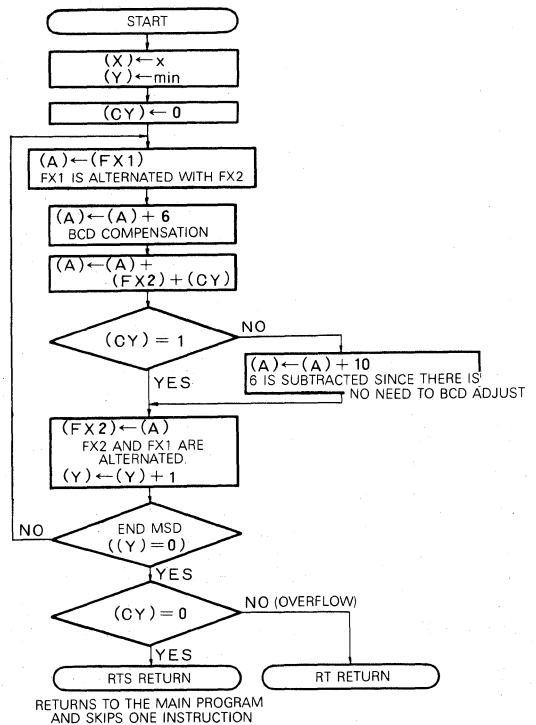 START
(X)←x
(Y)←min
(CY)←0
(A)←(FX1)
FX1 IS ALTERNATED WITH FX2
(A)←(A)+6
BCD COMPENSATION
(A)←(A)+
(FX2)+(CY)
(CY)=1
NO
(A)←(A)+10
6 IS SUBTRACTED SINCE THERE IS
NO NEED TO BCD ADJUST
YES
(FX2)←(A)
FX2 AND FX1 ARE
ALTERNATED.
(Y)←(Y)+1
NO
END MSD
((Y)=0)
YES
(CY)=0
NO (OVERFLOW)
YES
RTS RETURN
RT RETURN
RETURNS TO THE MAIN PROGRAM
AND SKIPS ONE INSTRUCTION